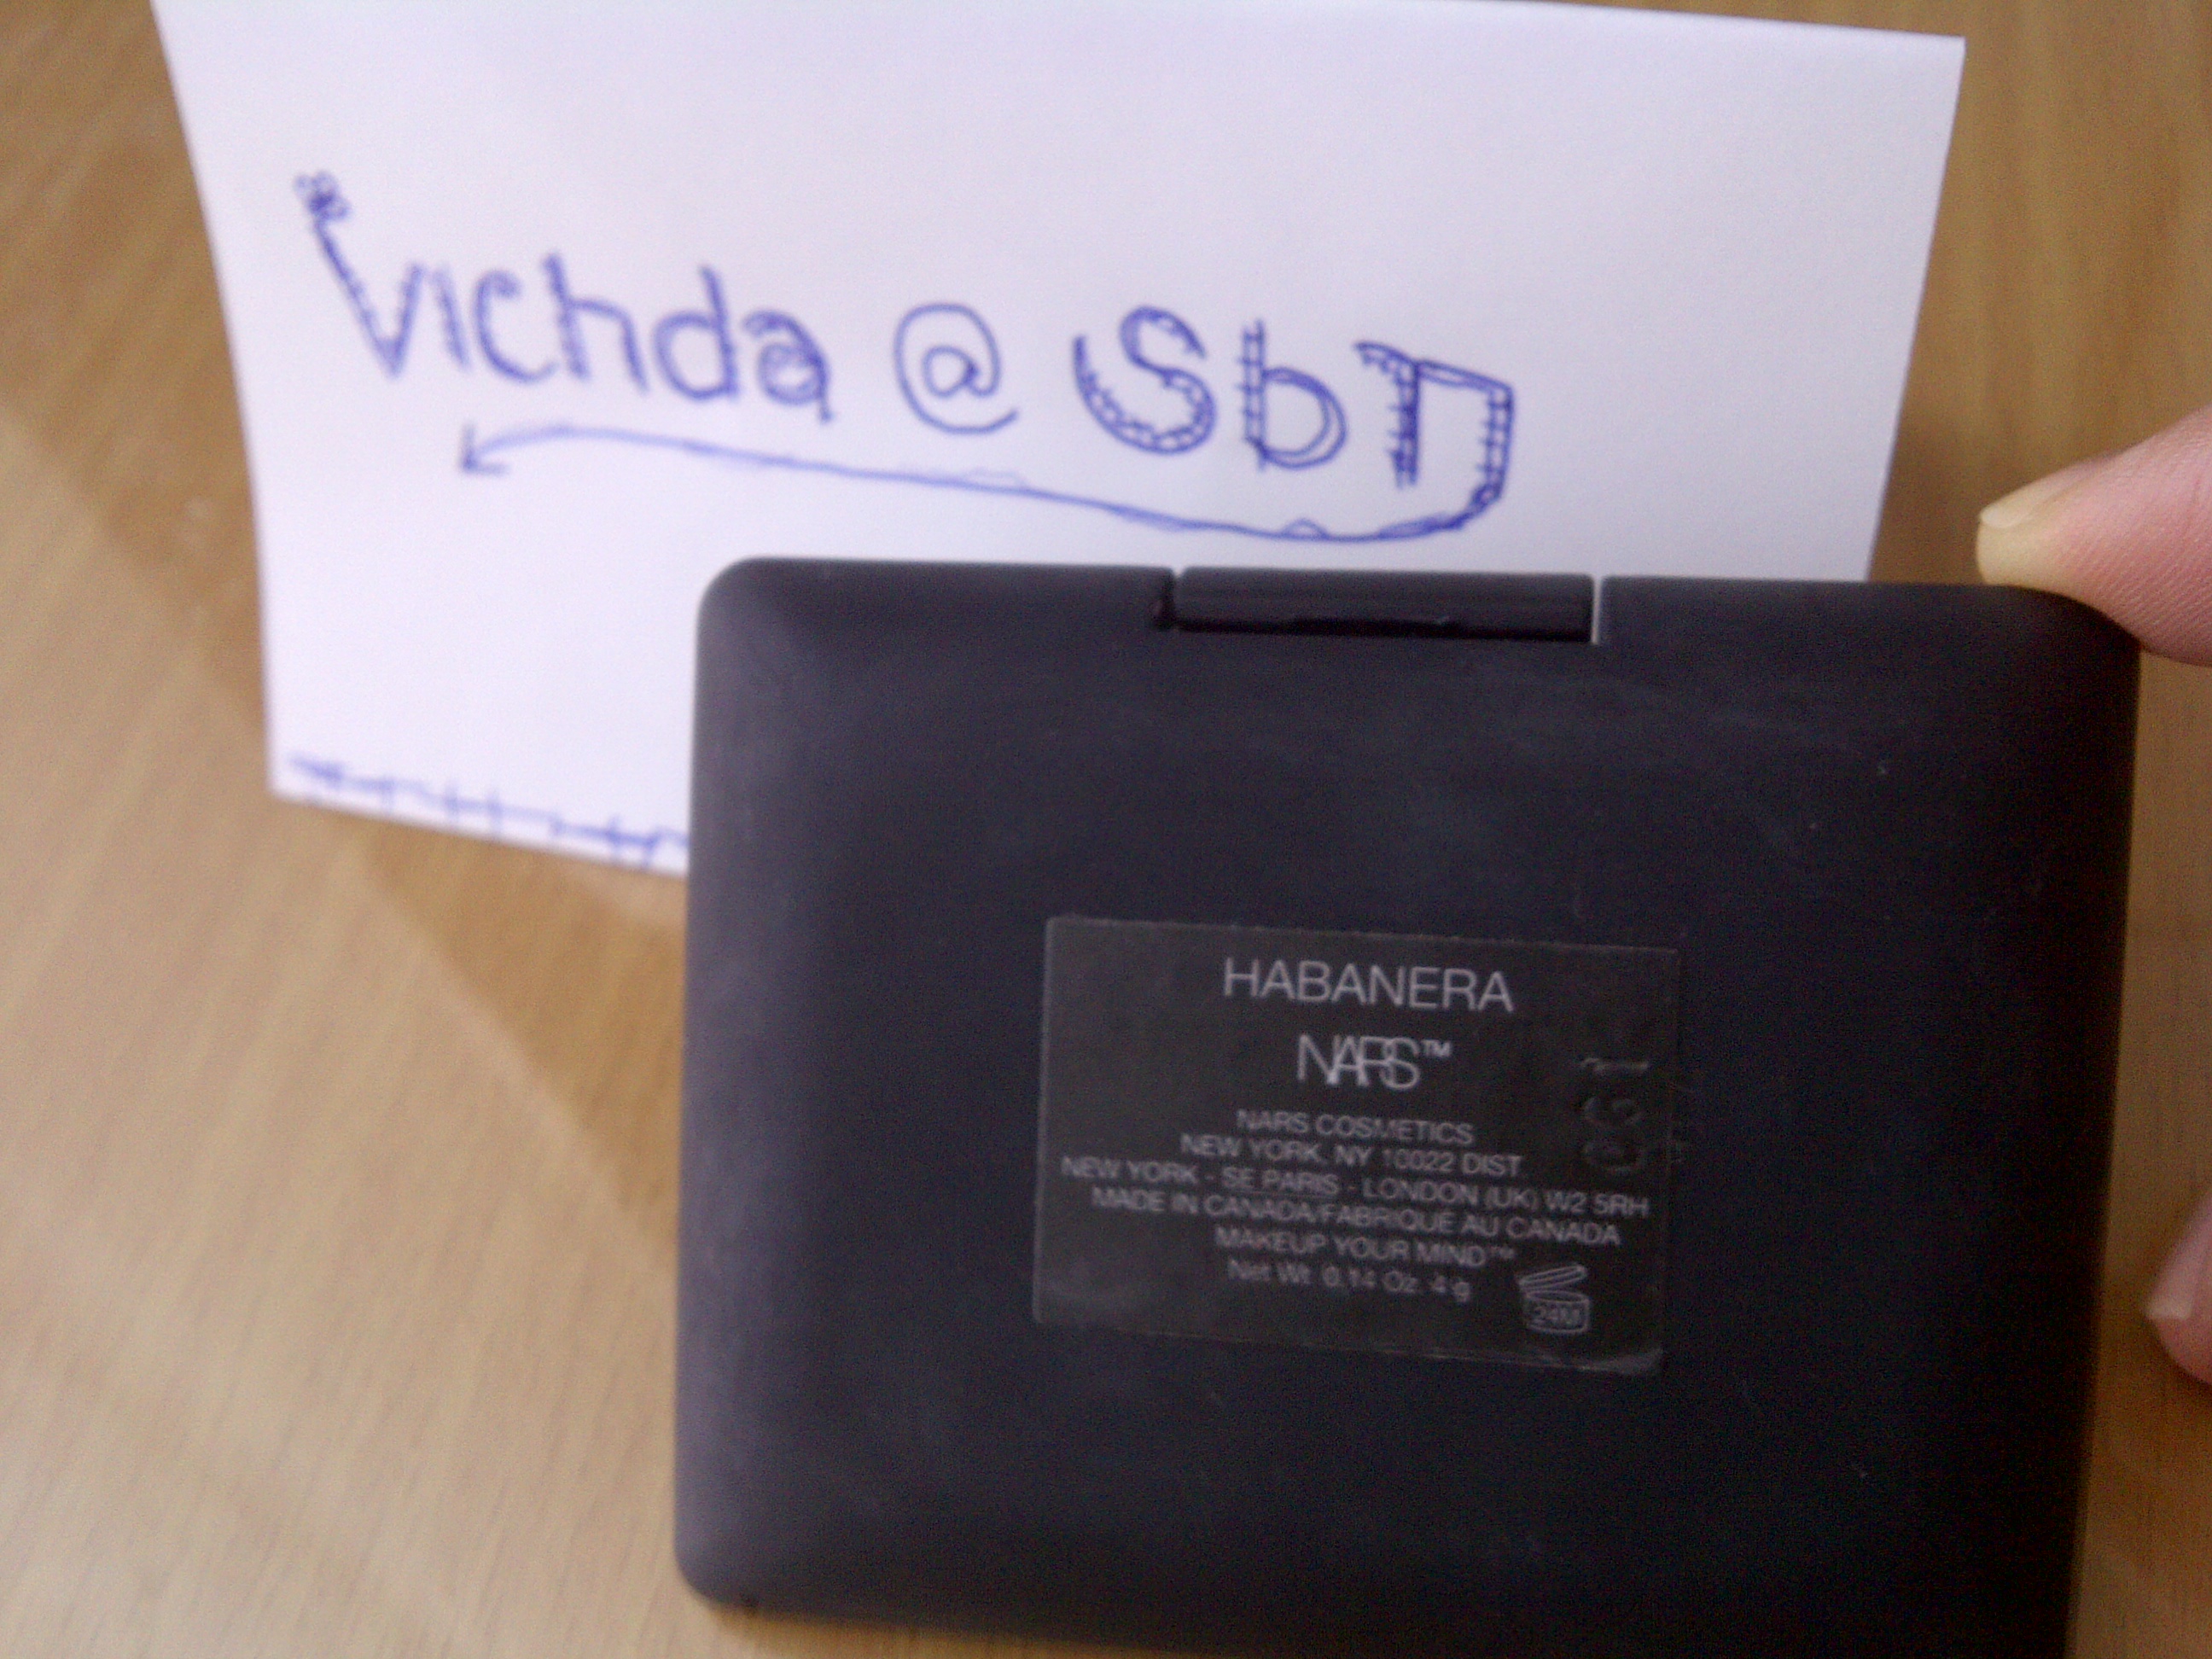 Vichda @ Sbn
HABANERA
NARS™
NARS COSMETICS
NEW YORK, NY 10022 DIST.
NEW YORK - SE PARIS - LONDON (UK) W2 5RH
MADE IN CANADA/FABRIQUÉ AU CANADA
MAKEUP YOUR MIND™
Net Wt. 0.14 Oz. 4 g
24M